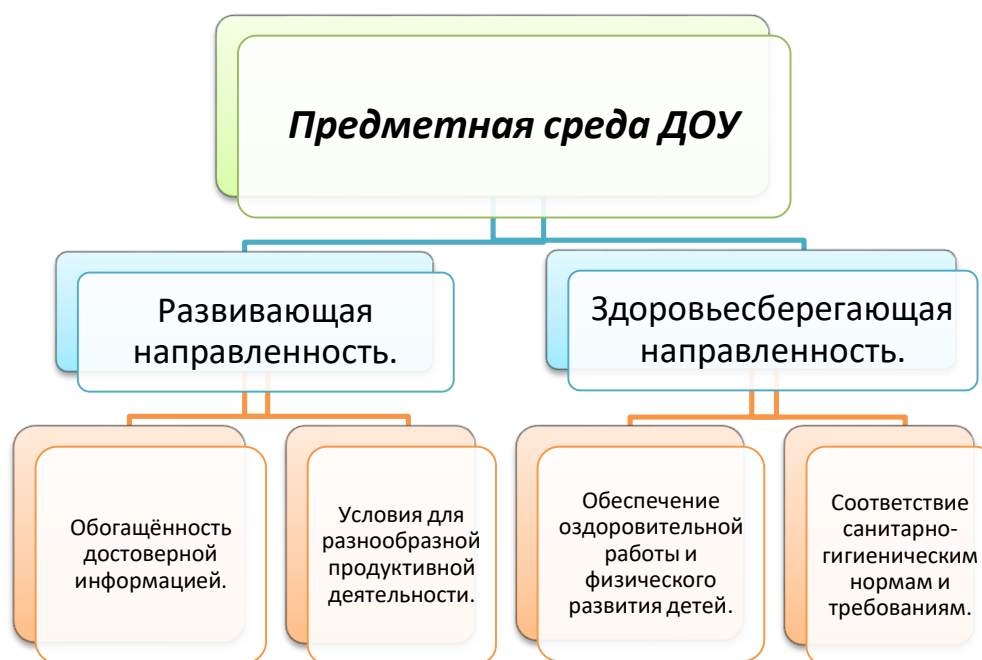 Предметная среда ДОУ
Развивающая
направленность.
Здоровьесберегающая
направленность.
Обогащённость
достоверной
информацией.
Условия для
разнообразной
продуктивной
деятельности.
Обеспечение
оздоровительной
работы и
физического
развития детей.
Соответствие
санитарно-
гигиеническим
нормам и
требованиям.